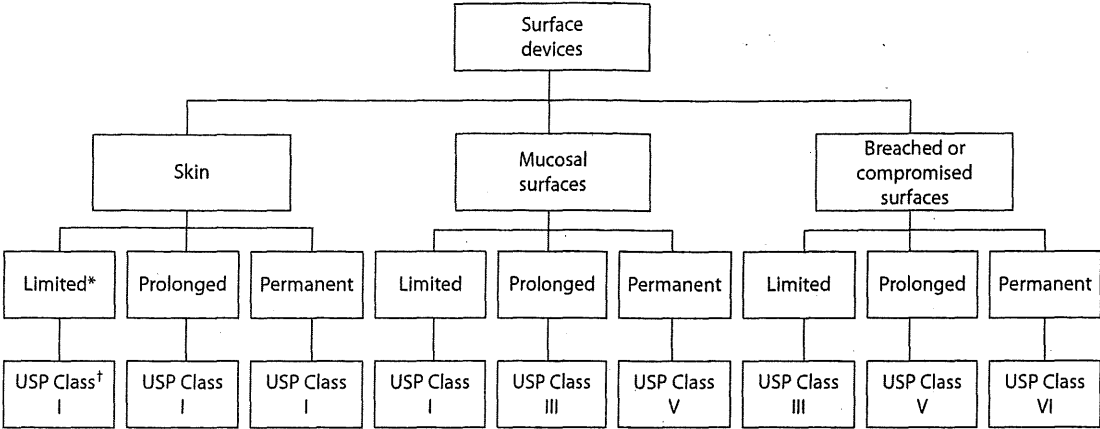 Surface
devices
Skin
Mucosal
surfaces
Breached or
compromised
surfaces
Limited*
Prolonged
Permanent
Limited
Prolonged
Permanent
Limited
Prolonged
Permanent
USP Class†
I
USP Class
I
USP Class
I
USP Class
I
USP Class
III
USP Class
V
USP Class
III
USP Class
V
USP Class
VI